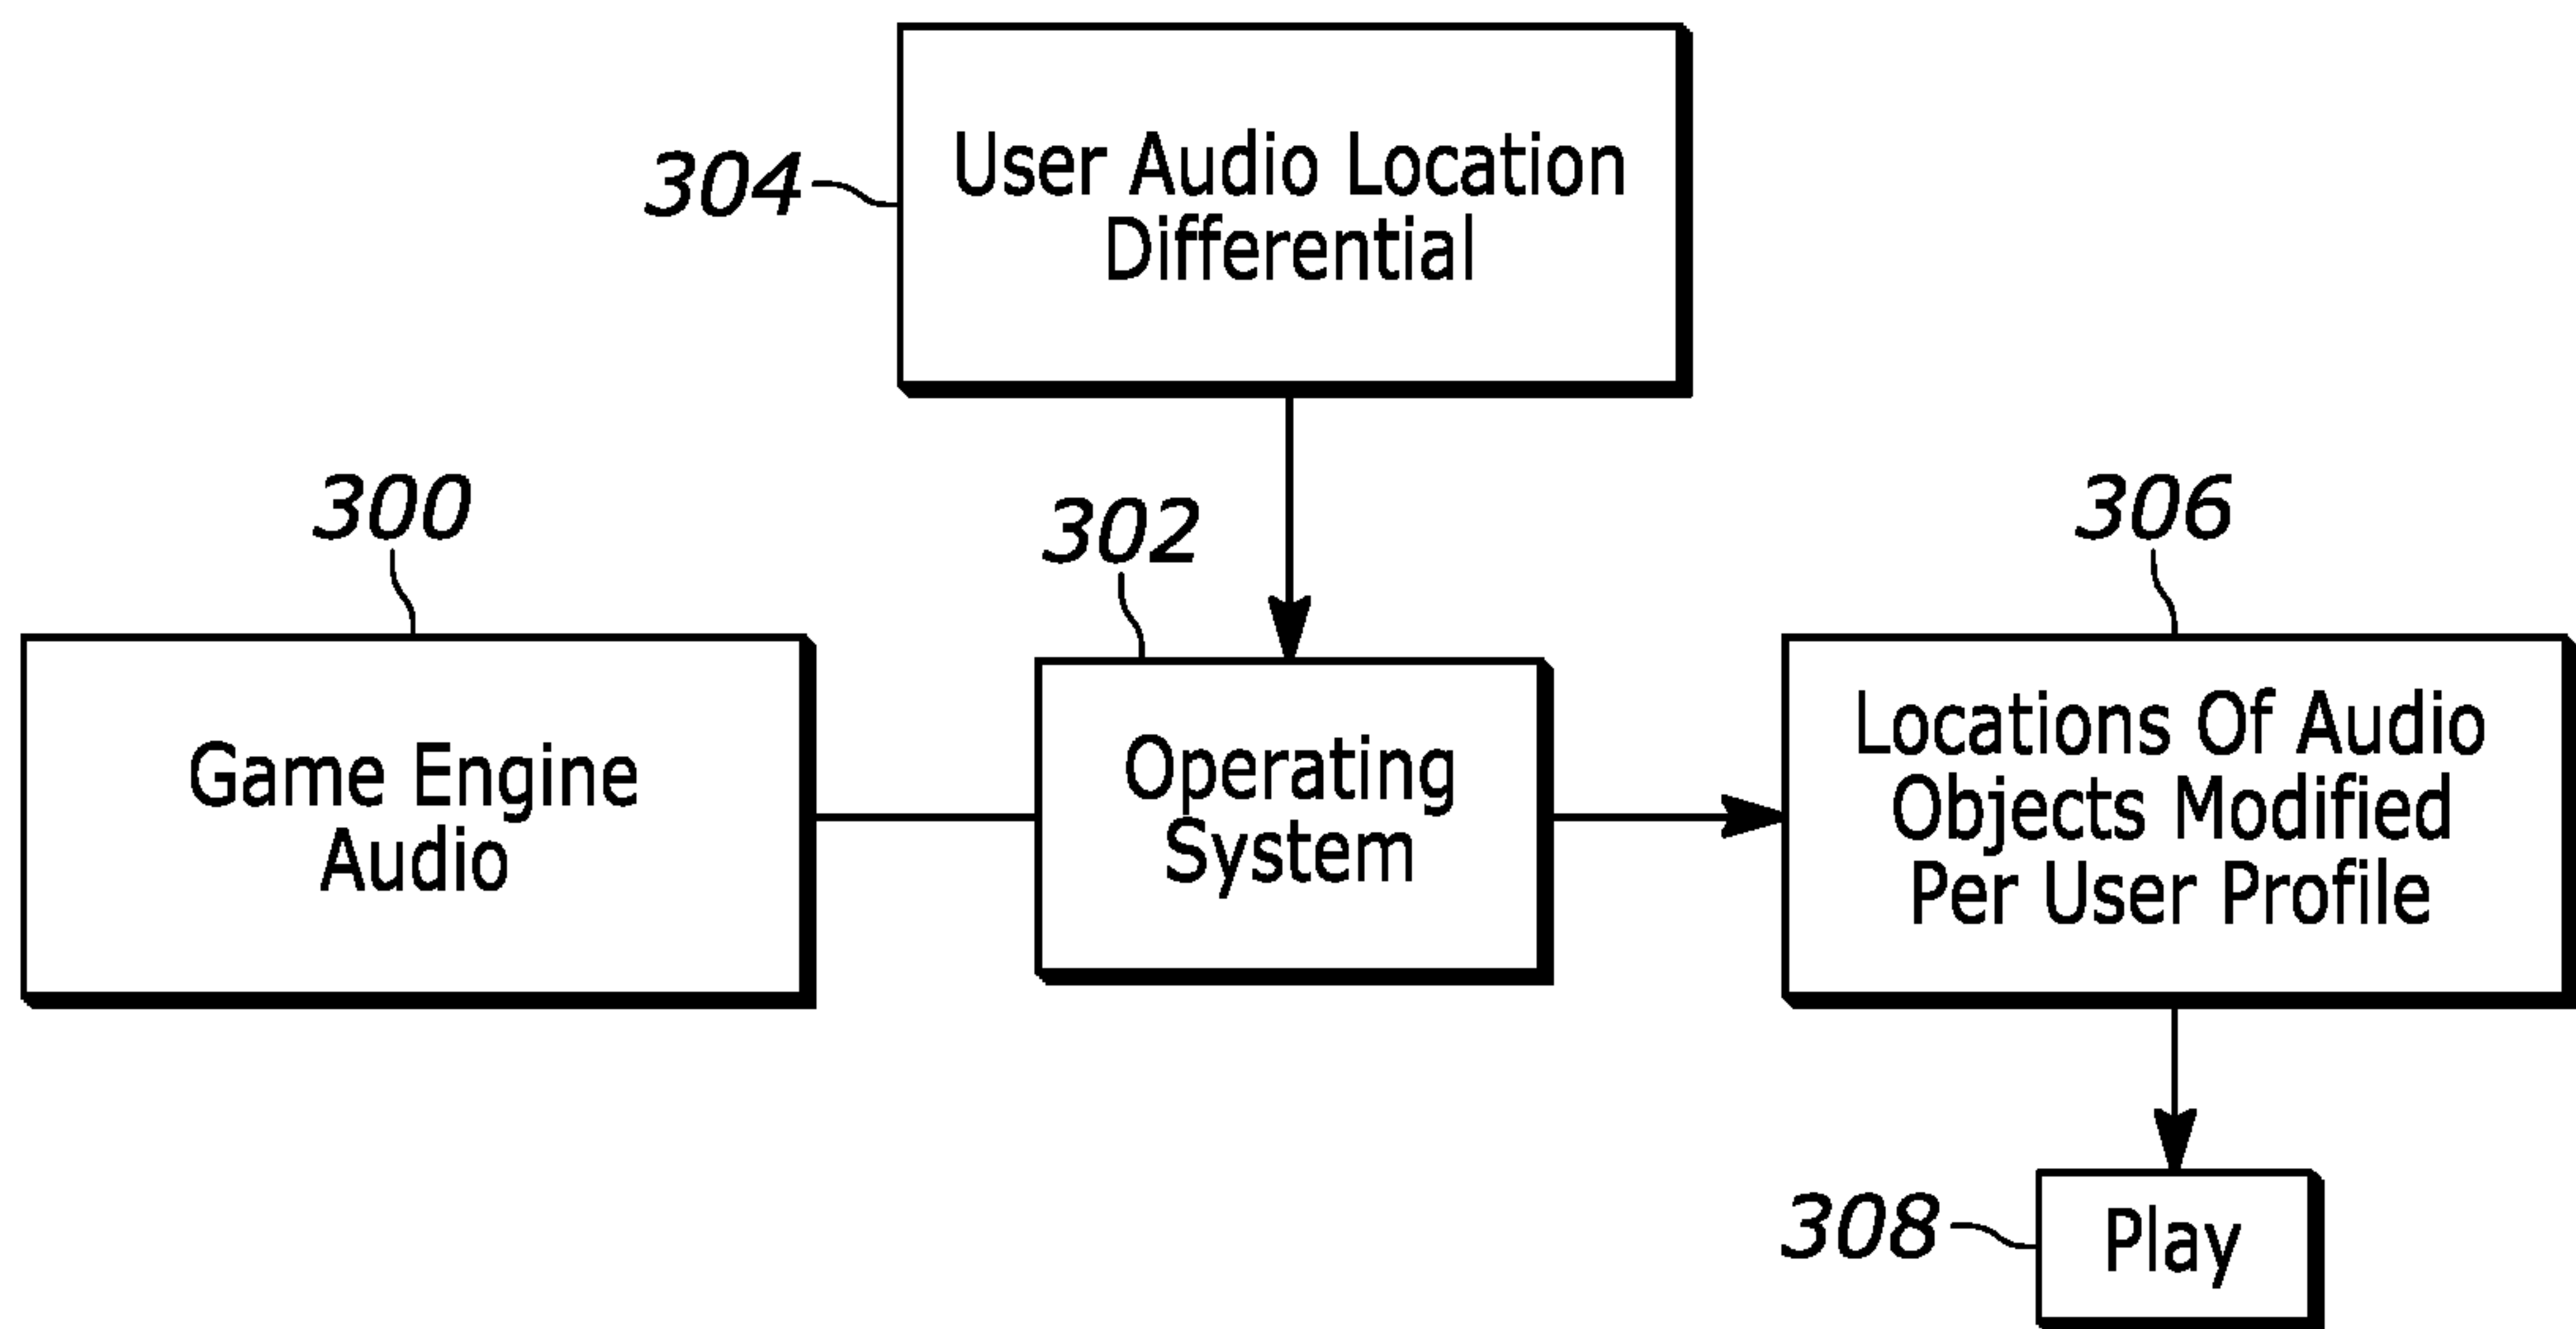 304
User Audio Location
Differential
300
302
306
Game Engine
Audio
Operating
System
Locations Of Audio
Objects Modified
Per User Profile
308
Play